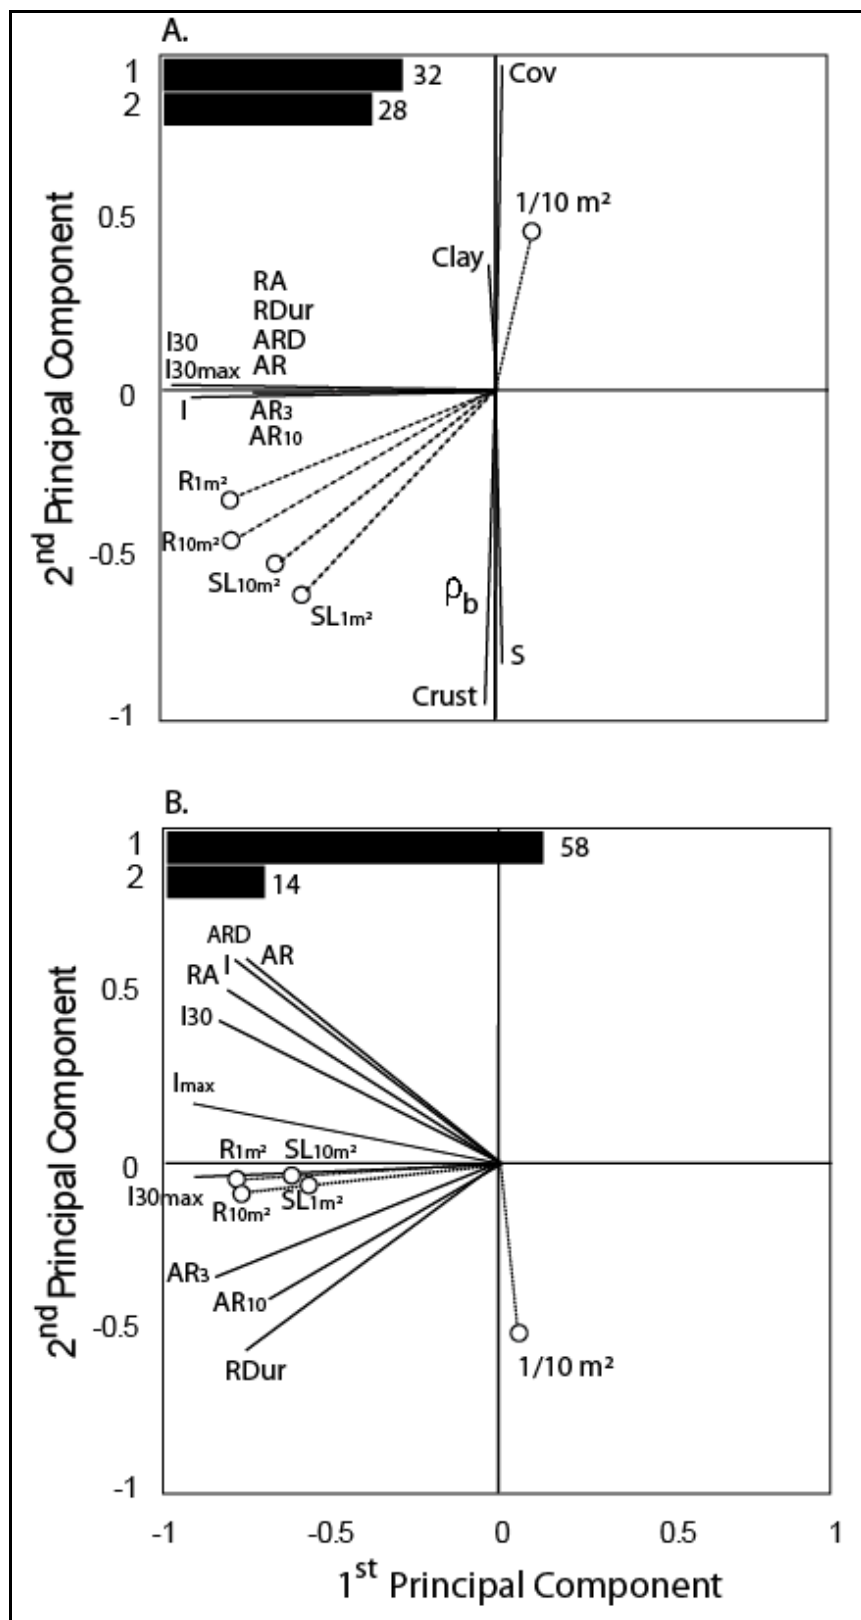 A.
1
32
Cov
2
28
0.5
1/10 m²
Clay
RA
RDur
I30
ARD
I30max
AR
0
I
AR3
AR10
R1m²
R10m²
-0.5
SL10m²
ρb
SL1m²
S
Crust
-1
2nd Principal Component
B.
1
58
2
14
ARD
I
AR
RA
0.5
I30
Imax
R1m²
SL10m²
0
I30max
R10m²
SL1m²
AR3
AR10
-0.5
RDur
1/10 m²
-1
2nd Principal Component
-1 -0.5 0 0.5 1
1st Principal Component